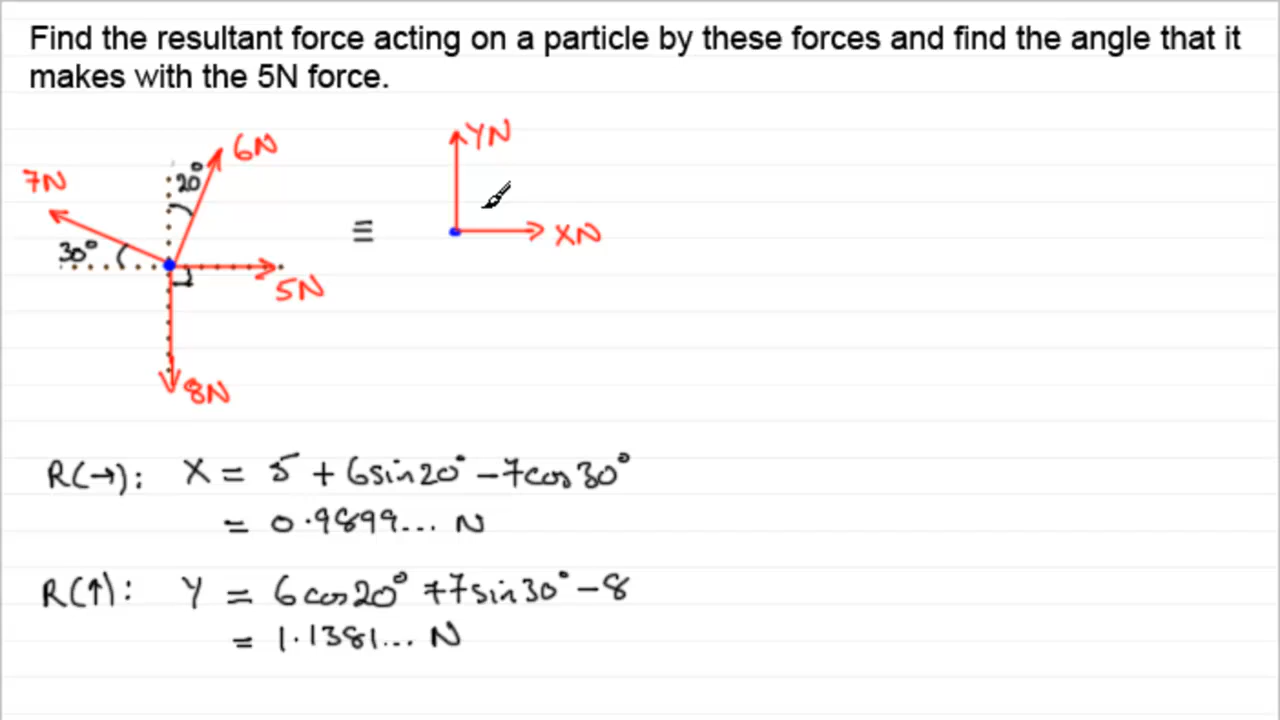 Find the resultant force acting on a particle by these forces and find the angle that it
makes with the 5N force.
6N
YN
20°
7N
30°
≡
XN
5N
8N
R(→): X = 5 + 6sin20° - 7cos30°
= 0.9899... N
R(↑): Y = 6cos20° + 7sin30° - 8
= 1.1381... N